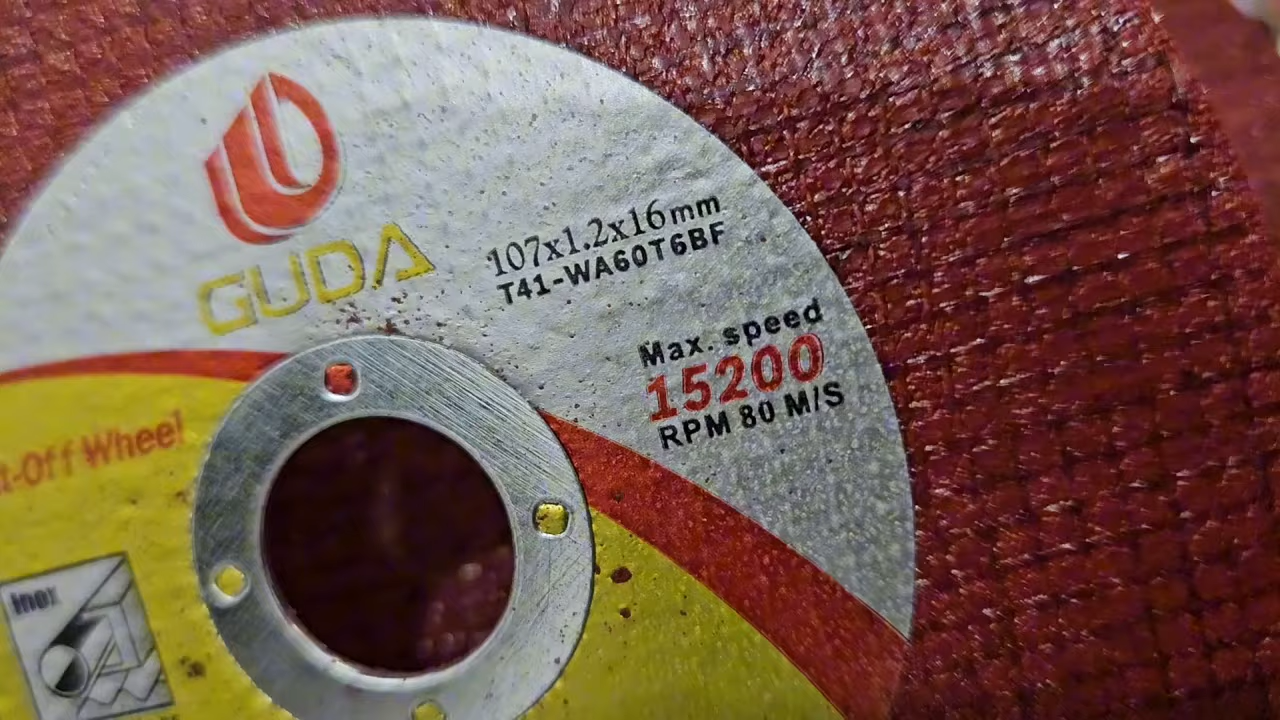 GUDA
107x1.2x16mm
T41-WA60T6BF
Max. speed
15200
RPM 80 M/S
t-Off Wheel
Inox